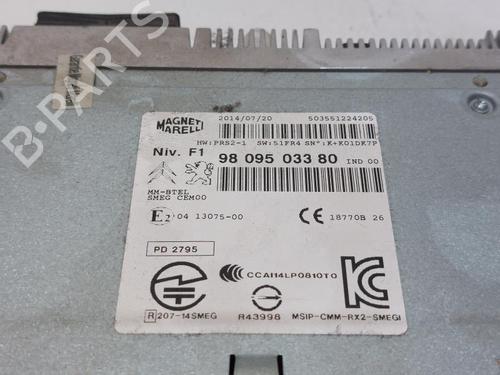 B-PARTS
MAGNETI
MARELLI
2014/07/20 503551224205
HW:PRS2-1 SW:51FR4 SN°:K+K01DK7P
Niv. F1
98 095 033 80 IND 00
MM-BTEL
SMEG CEM00
E2 04 13075-00
CE 18770B 26
PD 2795
CCAI14LP0810T0
R 207-14SMEG
R43998
MSIP-CMM-RX2-SMEGI